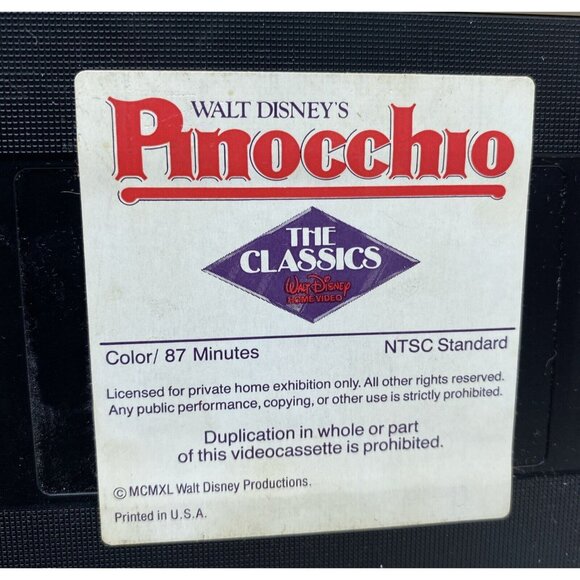 WALT DISNEY'S
Pinocchio
THE
CLASSICS
WALT DISNEY
HOME VIDEO
Color/ 87 Minutes
NTSC Standard
Licensed for private home exhibition only. All other rights reserved.
Any public performance, copying, or other use is strictly prohibited.
Duplication in whole or part
of this videocassette is prohibited.
© MCMXL Walt Disney Productions.
Printed in U.S.A.